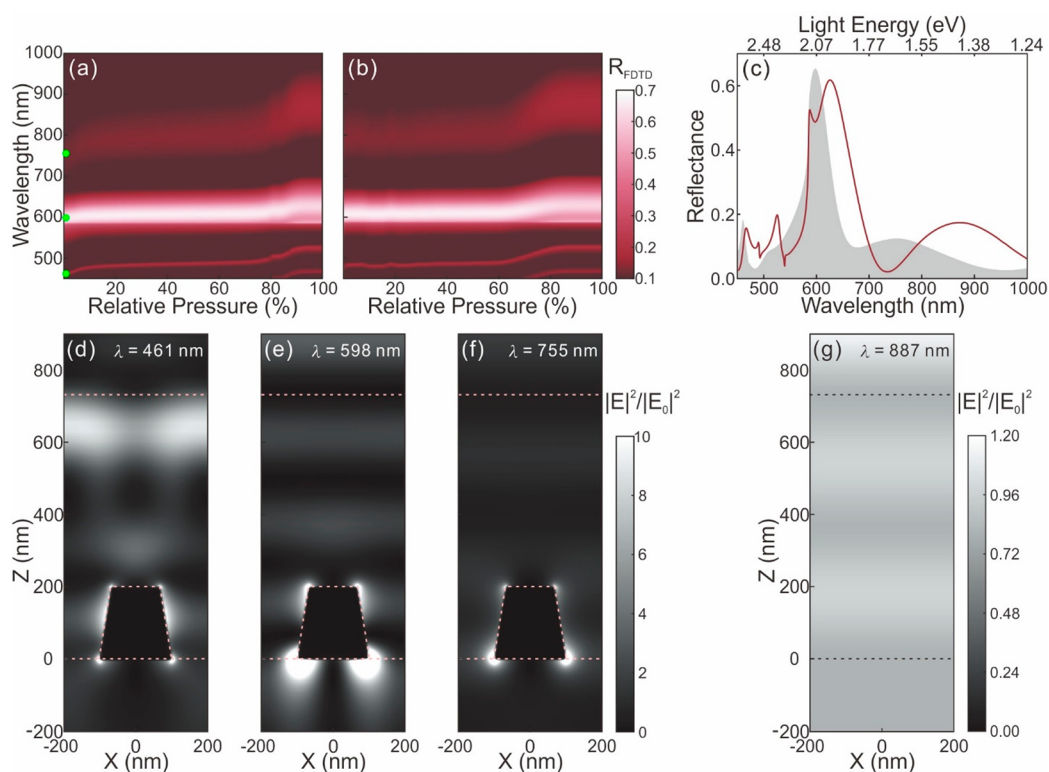 Light Energy (eV)
2.48 2.07 1.77 1.55 1.38 1.24
1000
900
800
700
600
500
Wavelength (nm)
(a)
(b)
R FDTD
0.7
0.6
0.5
0.4
0.3
0.2
0.1
0 20 40 60 80 100
Relative Pressure (%)
0 20 40 60 80 100
Relative Pressure (%)
(c)
Reflectance
0.6
0.4
0.2
0.0
500 600 700 800 900 1000
Wavelength (nm)
(d) λ = 461 nm
(e) λ = 598 nm
(f) λ = 755 nm
|E|²/|E₀|²
10
8
6
4
2
0
(g) λ = 887 nm
|E|²/|E₀|²
1.20
0.96
0.72
0.48
0.24
0.00
Z (nm)
800
600
400
200
0
-200
-200 0 200
X (nm)
-200 0 200
X (nm)
-200 0 200
X (nm)
Z (nm)
800
600
400
200
0
-200
-200 0 200
X (nm)